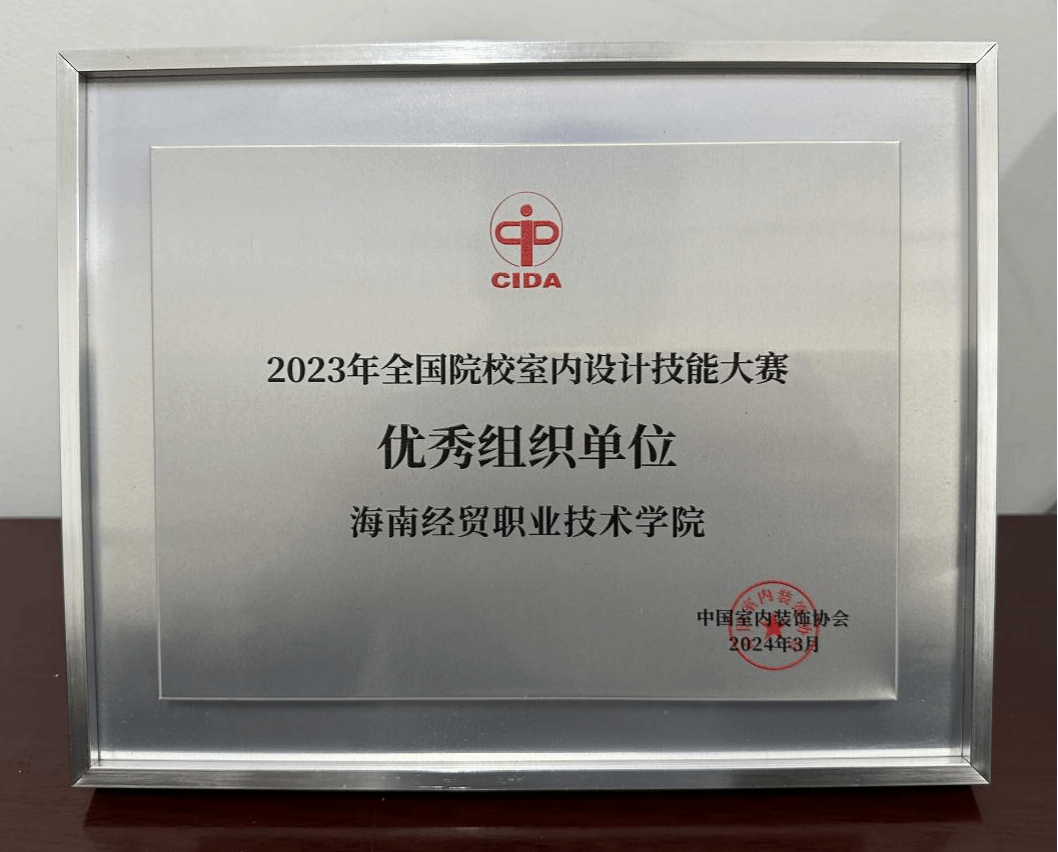 CIDA
2023年全国院校室内设计技能大赛
优秀组织单位
海南经贸职业技术学院
中国室内装饰协会
2024年3月